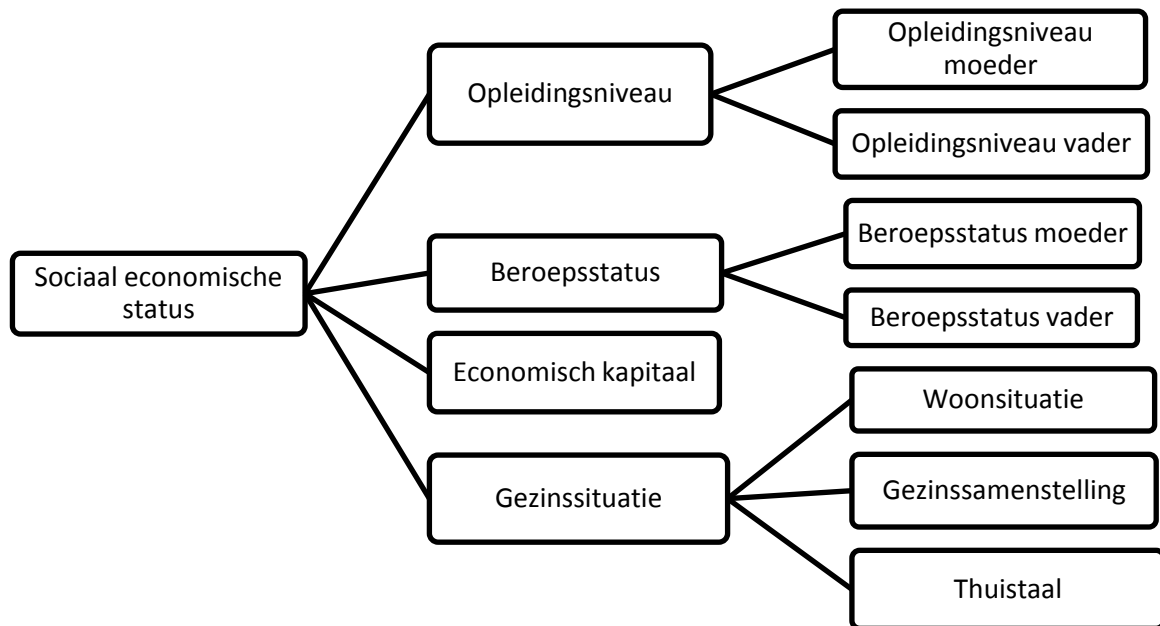 Sociaal economische
status
Opleidingsniveau
Opleidingsniveau
moeder
Opleidingsniveau vader
Beroepsstatus
Beroepsstatus moeder
Beroepsstatus vader
Economisch kapitaal
Gezinssituatie
Woonsituatie
Gezinssamenstelling
Thuistaal